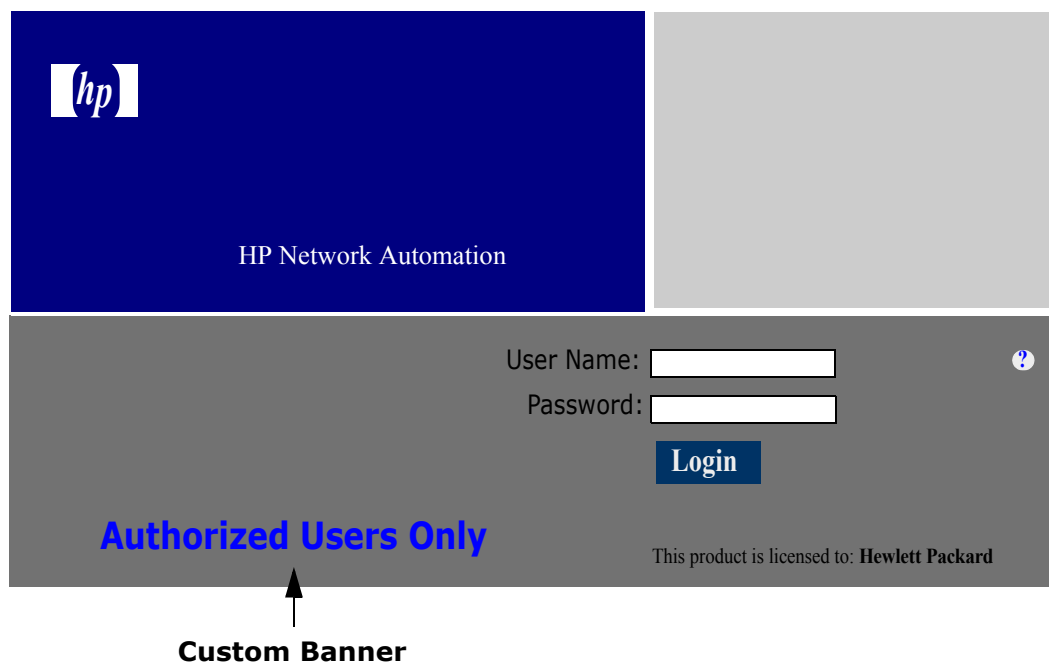 hp
HP Network Automation
User Name:
?
Password:
Login
Authorized Users Only
This product is licensed to: Hewlett Packard
Custom Banner